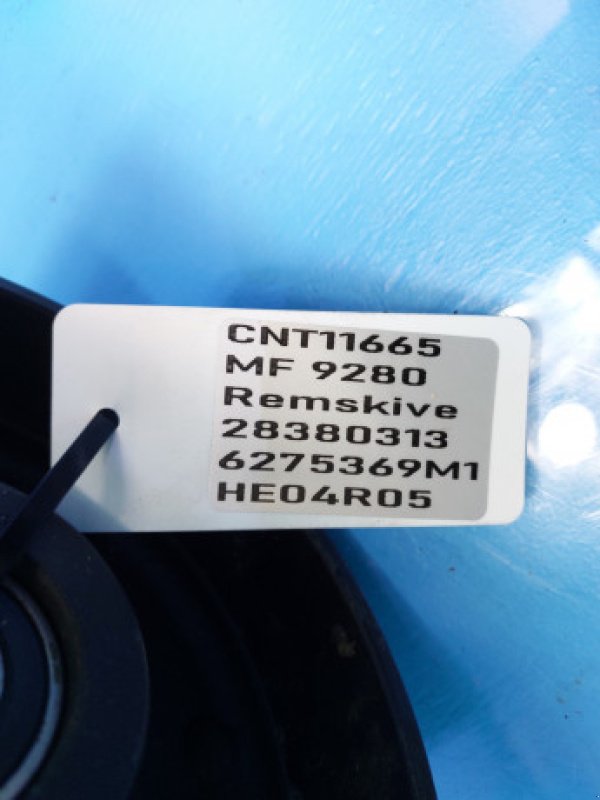 CNT11665
MF 9280
Remskive
28380313
6275369M1
HE04R05